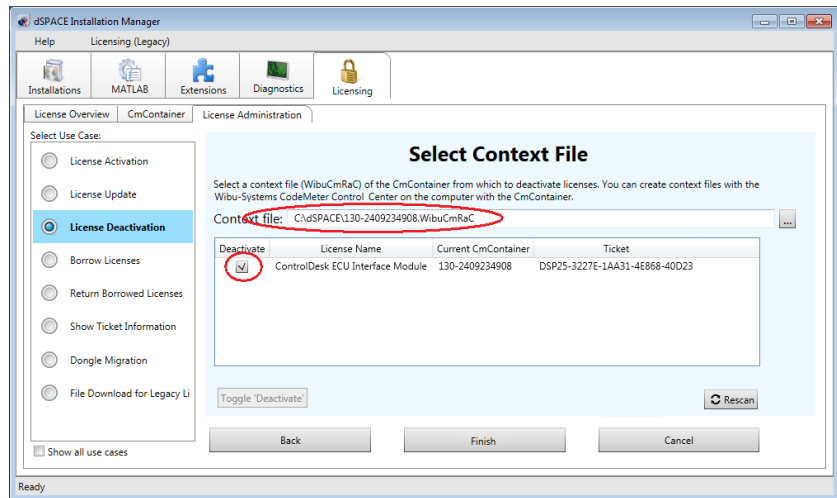 dSPACE Installation Manager
Help Licensing (Legacy)
Installations MATLAB Extensions Diagnostics Licensing
License Overview CmContainer License Administration
Select Use Case:
License Activation
License Update
License Deactivation
Borrow Licenses
Return Borrowed Licenses
Show Ticket Information
Dongle Migration
File Download for Legacy Li
Show all use cases
Select Context File
Select a context file (WibuCmRaC) of the CmContainer from which to deactivate licenses. You can create context files with the
Wibu-Systems CodeMeter Control Center on the computer with the CmContainer.
Context file: C:\dSPACE\130-2409234908.WibuCmRaC ...
Deactivate License Name Current CmContainer Ticket
ControlDesk ECU Interface Module 130-2409234908 DSP25-3227E-1AA31-4E868-40D23
Toggle 'Deactivate' Rescan
Back Finish Cancel
Ready